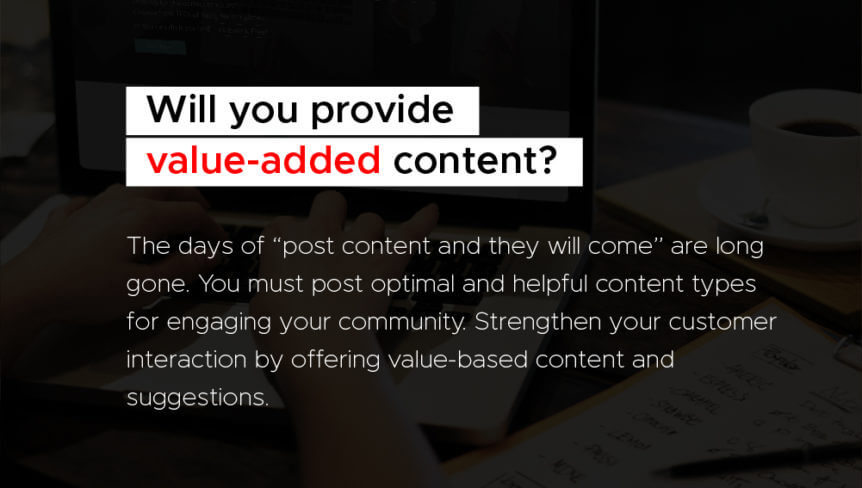 Will you provide
value-added content?
The days of “post content and they will come” are long
gone. You must post optimal and helpful content types
for engaging your community. Strengthen your customer
interaction by offering value-based content and
suggestions.